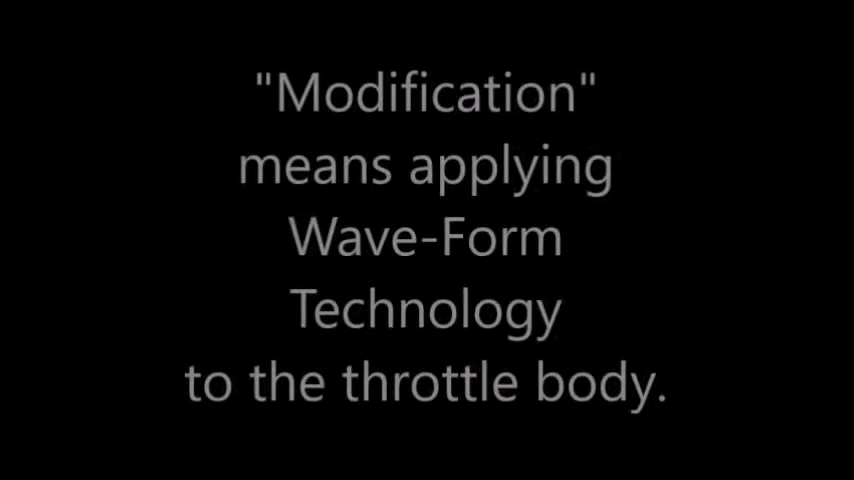 "Modification"
means applying
Wave-Form
Technology
to the throttle body.